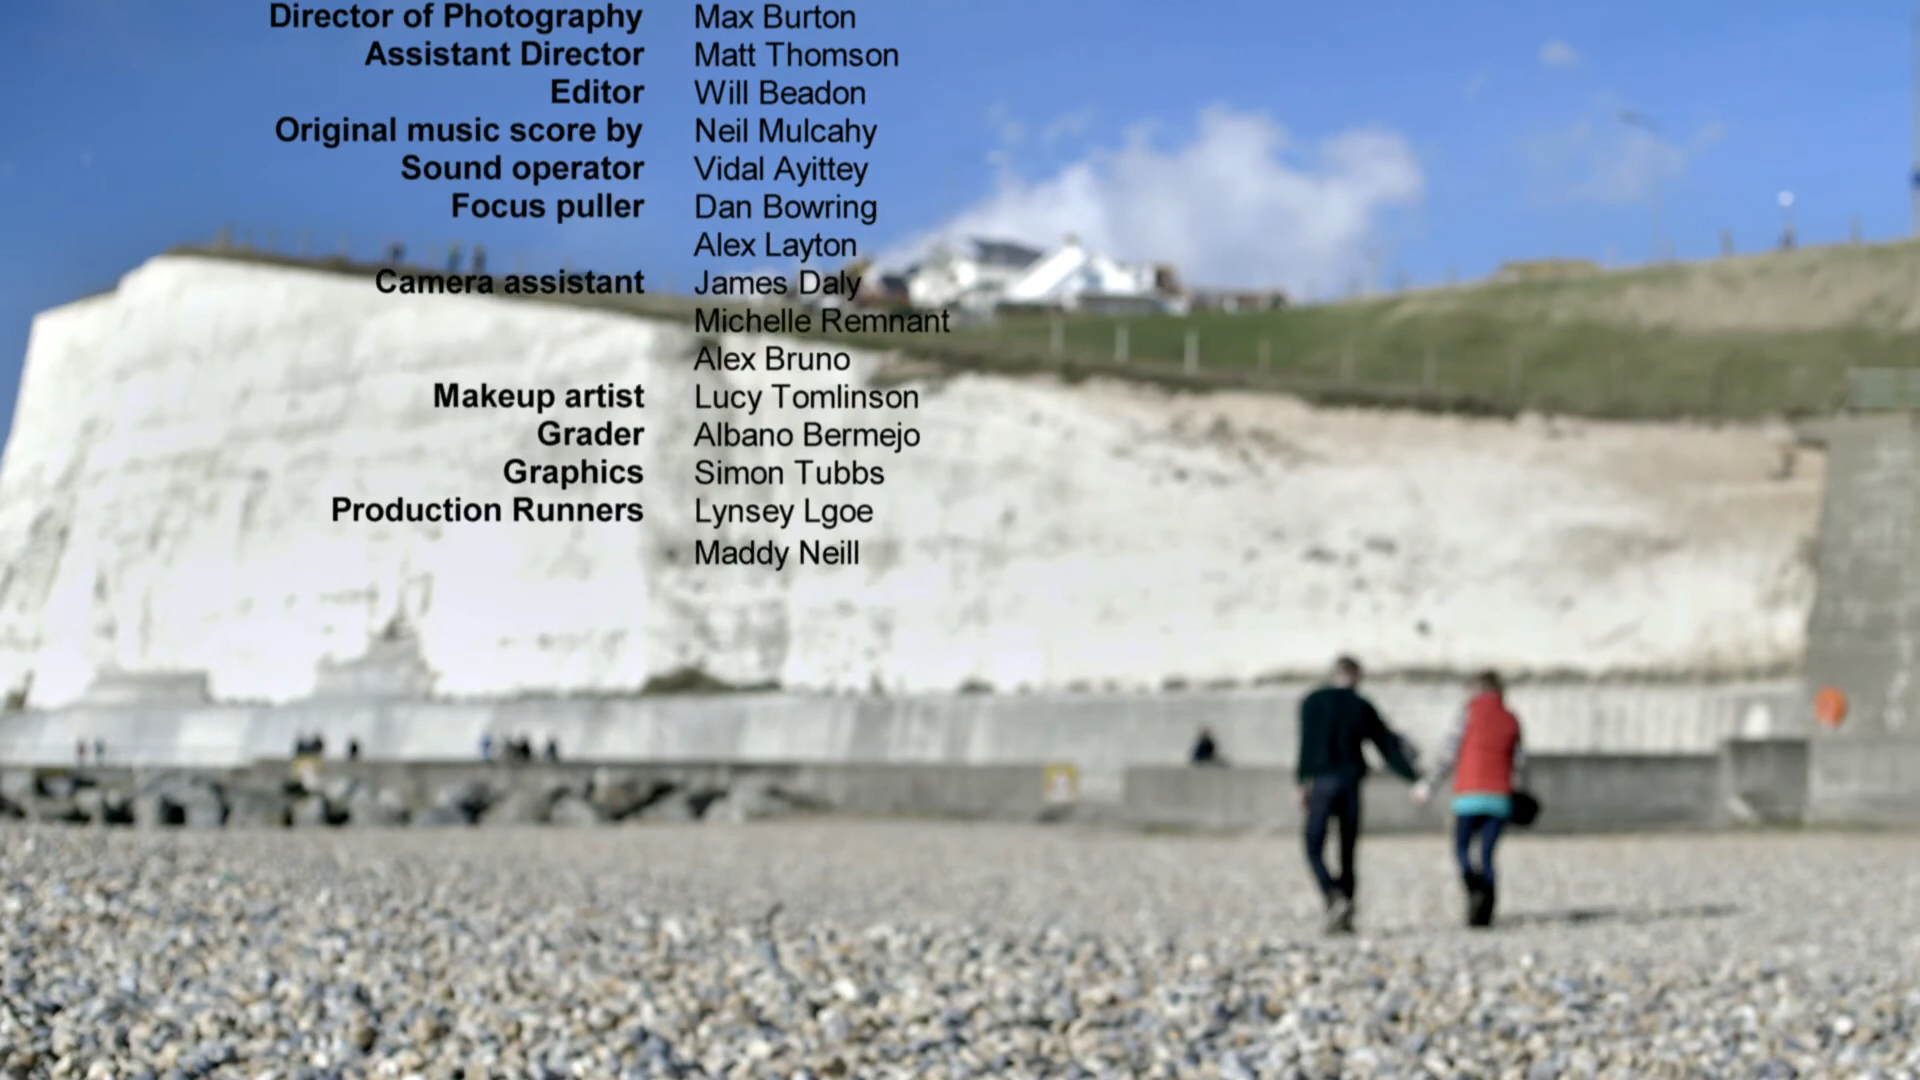 Director of Photography Max Burton
Assistant Director Matt Thomson
Editor Will Beadon
Original music score by Neil Mulcahy
Sound operator Vidal Ayittey
Focus puller Dan Bowring
Alex Layton
Camera assistant James Daly
Michelle Remnant
Alex Bruno
Makeup artist Lucy Tomlinson
Grader Albano Bermejo
Graphics Simon Tubbs
Production Runners Lynsey Lgoe
Maddy Neill